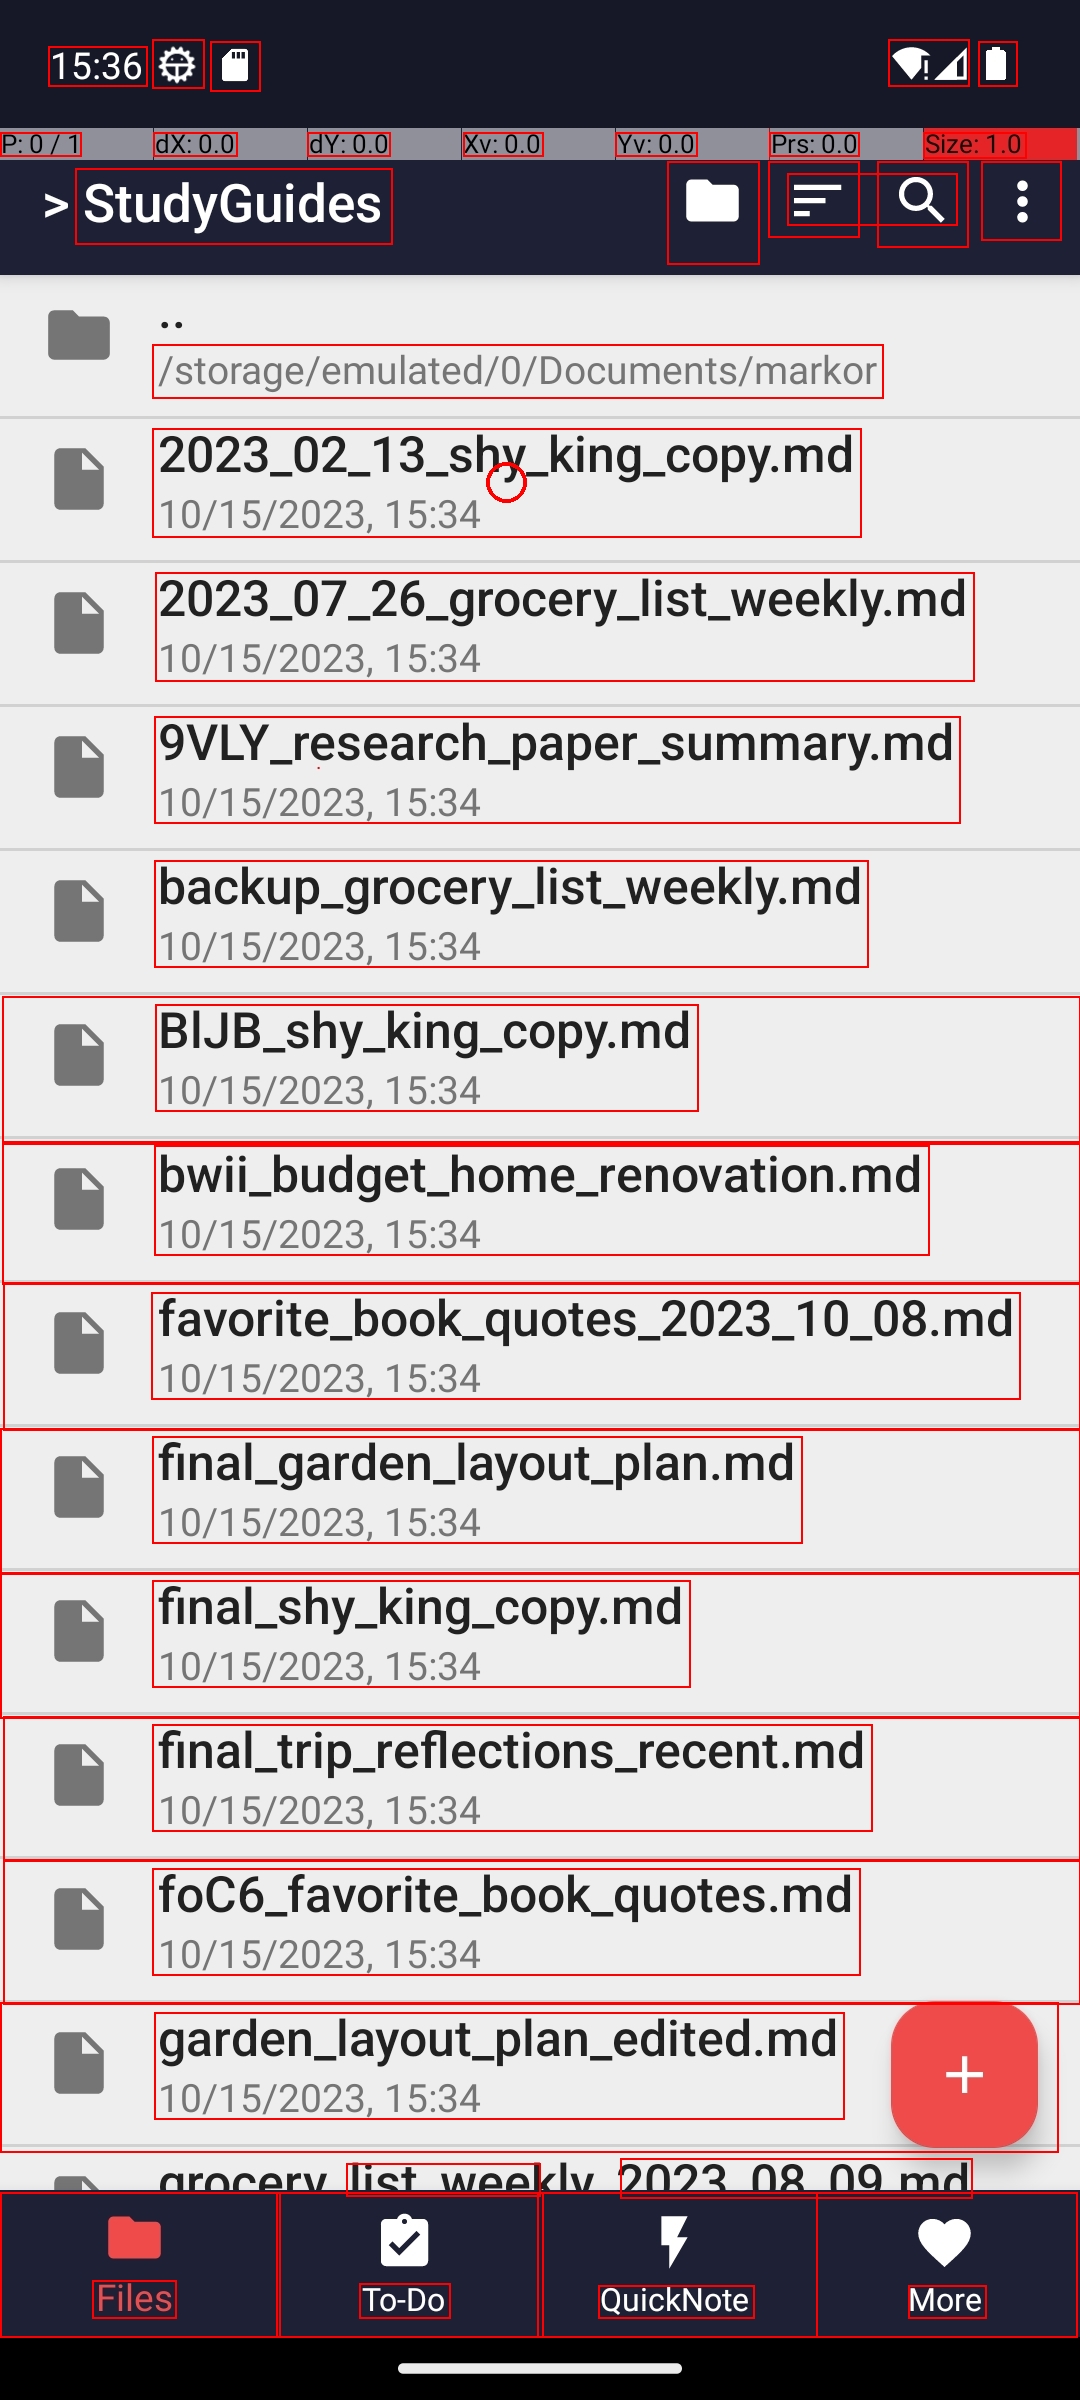 15:36
P: 0 / 1 dX: 0.0 dY: 0.0 Xv: 0.0 Yv: 0.0 Prs: 0.0 Size: 1.0
> StudyGuides
..
/storage/emulated/0/Documents/markor
2023_02_13_shy_king_copy.md
10/15/2023, 15:34
2023_07_26_grocery_list_weekly.md
10/15/2023, 15:34
9VLY_research_paper_summary.md
10/15/2023, 15:34
backup_grocery_list_weekly.md
10/15/2023, 15:34
BlJB_shy_king_copy.md
10/15/2023, 15:34
bwii_budget_home_renovation.md
10/15/2023, 15:34
favorite_book_quotes_2023_10_08.md
10/15/2023, 15:34
final_garden_layout_plan.md
10/15/2023, 15:34
final_shy_king_copy.md
10/15/2023, 15:34
final_trip_reflections_recent.md
10/15/2023, 15:34
foC6_favorite_book_quotes.md
10/15/2023, 15:34
garden_layout_plan_edited.md
10/15/2023, 15:34
grocery_list_weekly_2023_08_09.md
Files To-Do QuickNote More